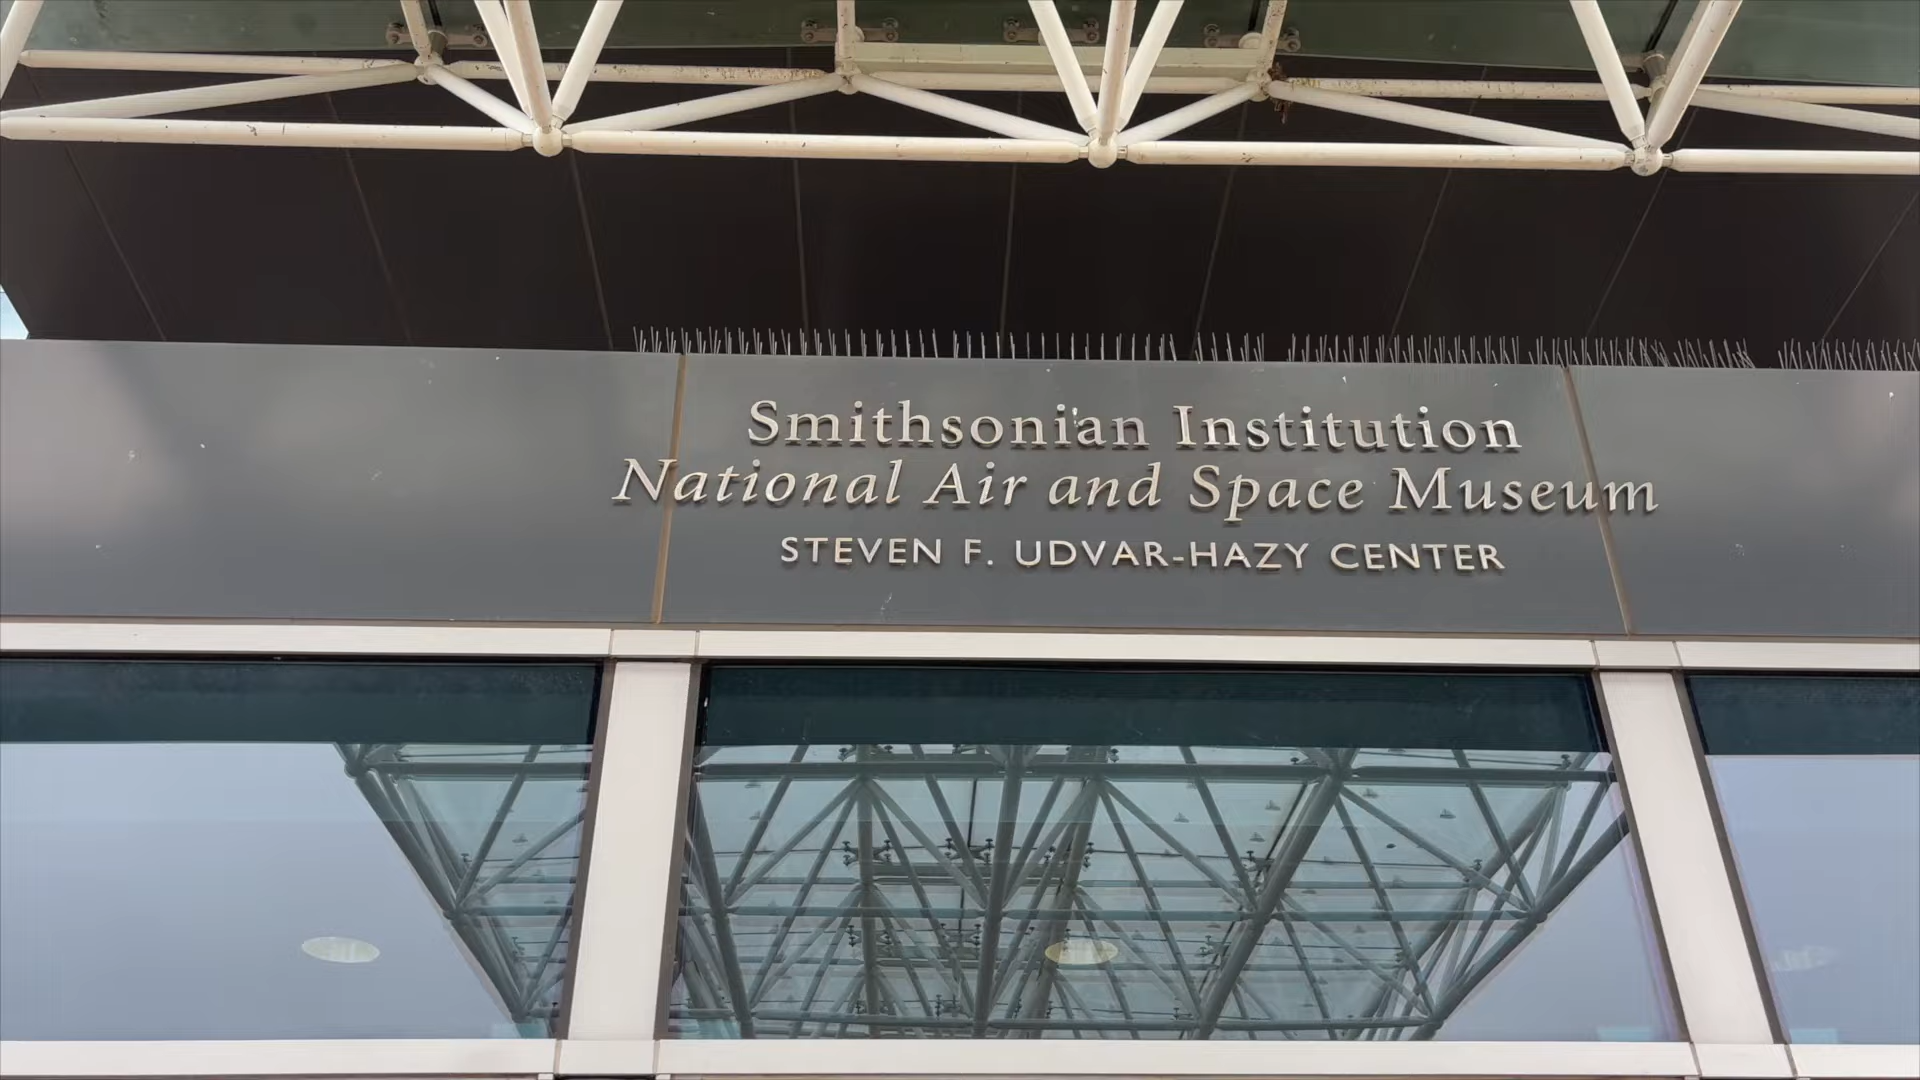 Smithsonian Institution
National Air and Space Museum
STEVEN F. UDVAR-HAZY CENTER